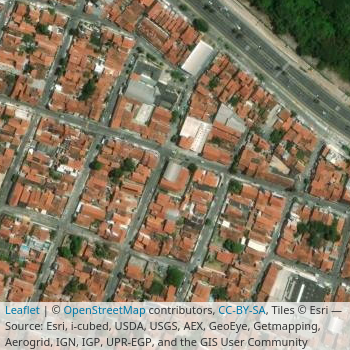 Leaflet | © OpenStreetMap contributors, CC-BY-SA, Tiles © Esri —
Source: Esri, i-cubed, USDA, USGS, AEX, GeoEye, Getmapping,
Aerogrid, IGN, IGP, UPR-EGP, and the GIS User Community